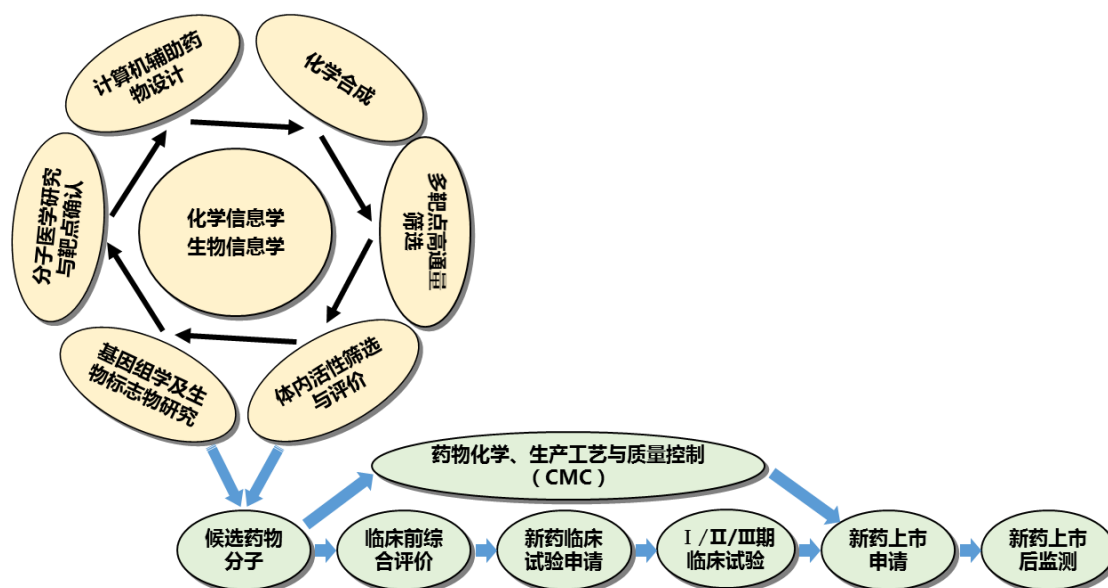 计算机辅助药
物设计
化学合成
分子医学研究
与靶点确认
化学信息学
生物信息学
多靶点高通量
筛选
基因组学及生
物标志物研究
体内活性筛选
与评价
药物化学、生产工艺与质量控制
（CMC）
候选药物
分子
临床前综
合评价
新药临床
试验申请
Ⅰ/Ⅱ/Ⅲ期
临床试验
新药上市
申请
新药上市
后监测